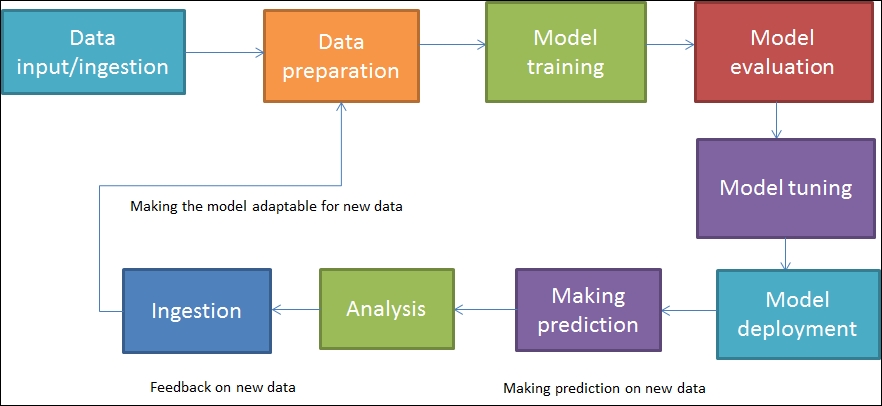 Data
input/ingestion
Data
preparation
Model
training
Model
evaluation
Model tuning
Making the model adaptable for new data
Ingestion
Analysis
Making
prediction
Model
deployment
Feedback on new data
Making prediction on new data